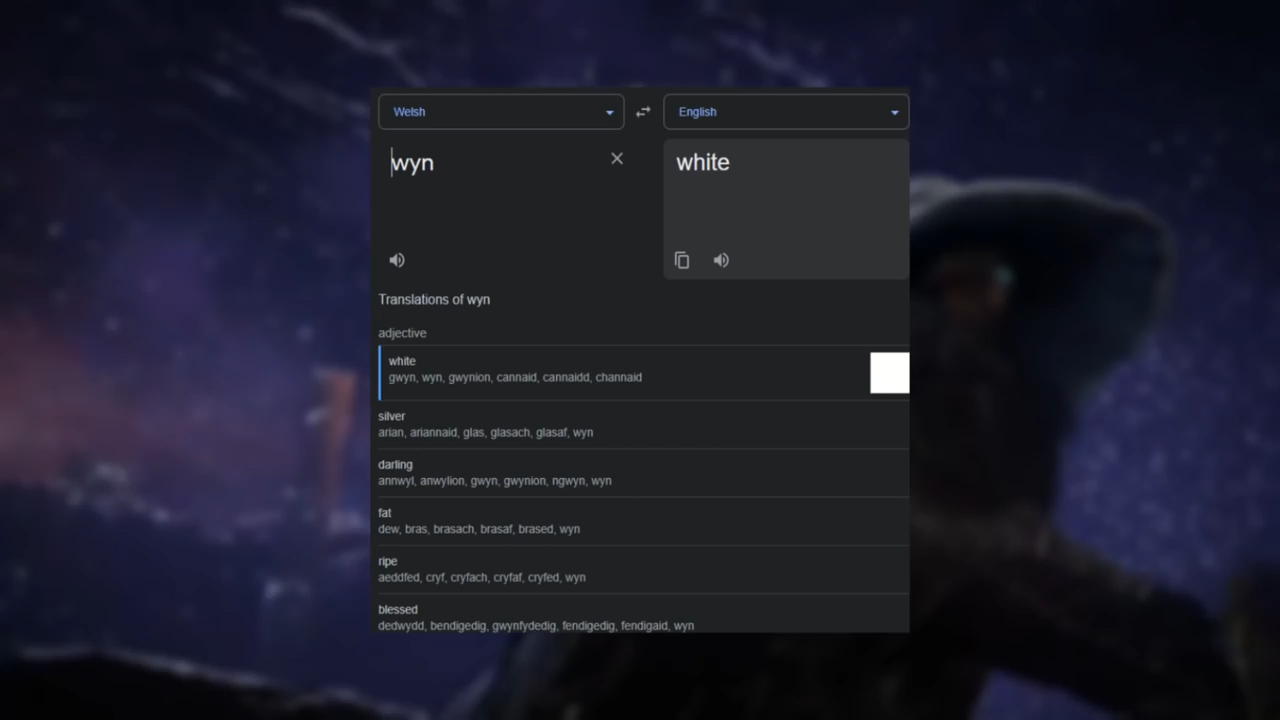 Welsh English
wyn white
Translations of wyn
adjective
white
gwyn, wyn, gwynion, cannaid, cannaidd, channaid
silver
arian, ariannaid, glas, glasach, glasaf, wyn
darling
annwyl, anwylion, gwyn, gwynion, ngwyn, wyn
fat
dew, bras, brasach, brasaf, brased, wyn
ripe
aeddfed, cryf, cryfach, cryfaf, cryfed, wyn
blessed
dedwydd, bendigedig, gwynfydedig, fendigedig, fendigaid, wyn